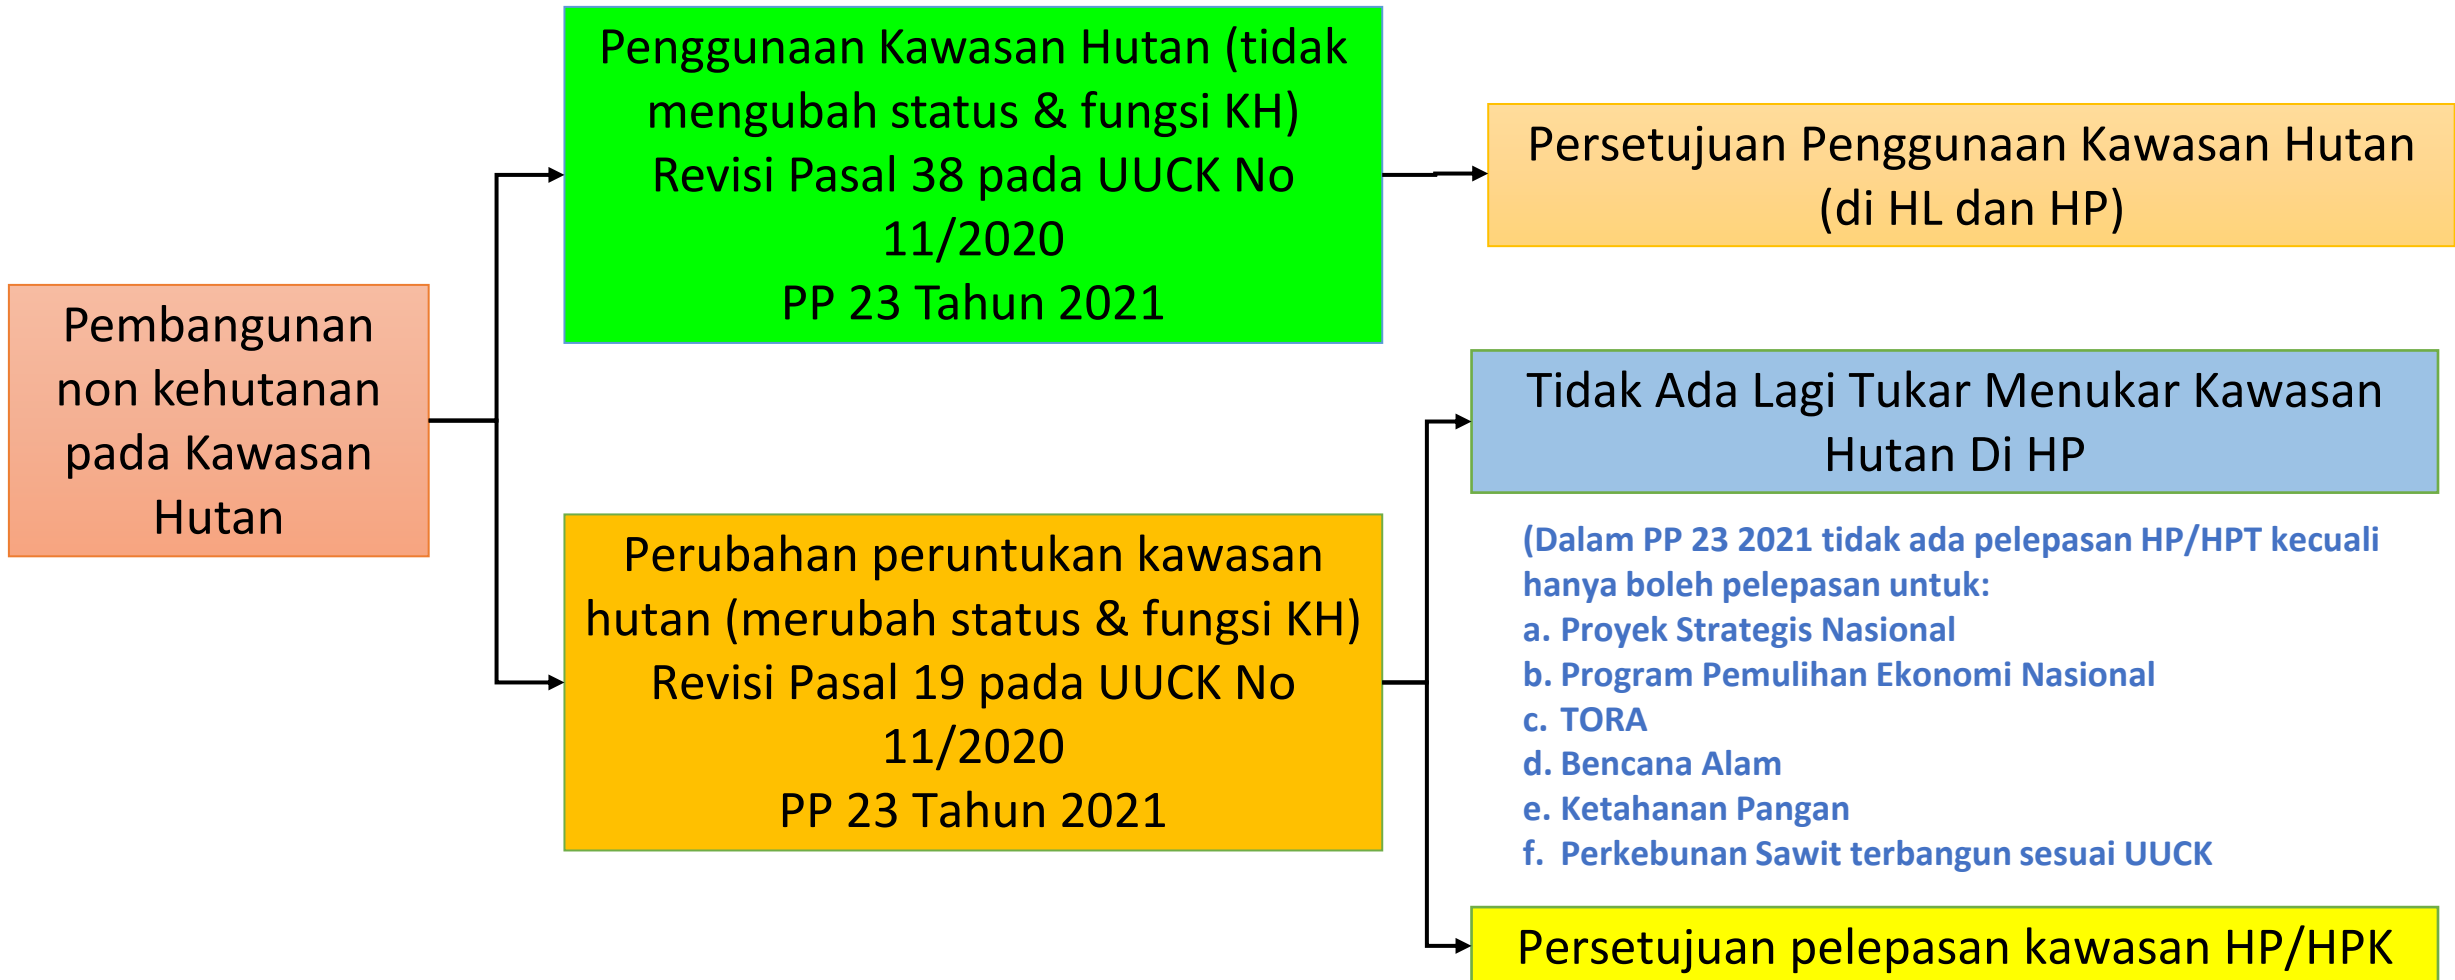 Pembangunan
non kehutanan
pada Kawasan
Hutan
Penggunaan Kawasan Hutan (tidak
mengubah status & fungsi KH)
Revisi Pasal 38 pada UUCK No
11/2020
PP 23 Tahun 2021
Persetujuan Penggunaan Kawasan Hutan
(di HL dan HP)
Perubahan peruntukan kawasan
hutan (merubah status & fungsi KH)
Revisi Pasal 19 pada UUCK No
11/2020
PP 23 Tahun 2021
Tidak Ada Lagi Tukar Menukar Kawasan
Hutan Di HP
(Dalam PP 23 2021 tidak ada pelepasan HP/HPT kecuali
hanya boleh pelepasan untuk:
a. Proyek Strategis Nasional
b. Program Pemulihan Ekonomi Nasional
c. TORA
d. Bencana Alam
e. Ketahanan Pangan
f. Perkebunan Sawit terbangun sesuai UUCK
Persetujuan pelepasan kawasan HP/HPK